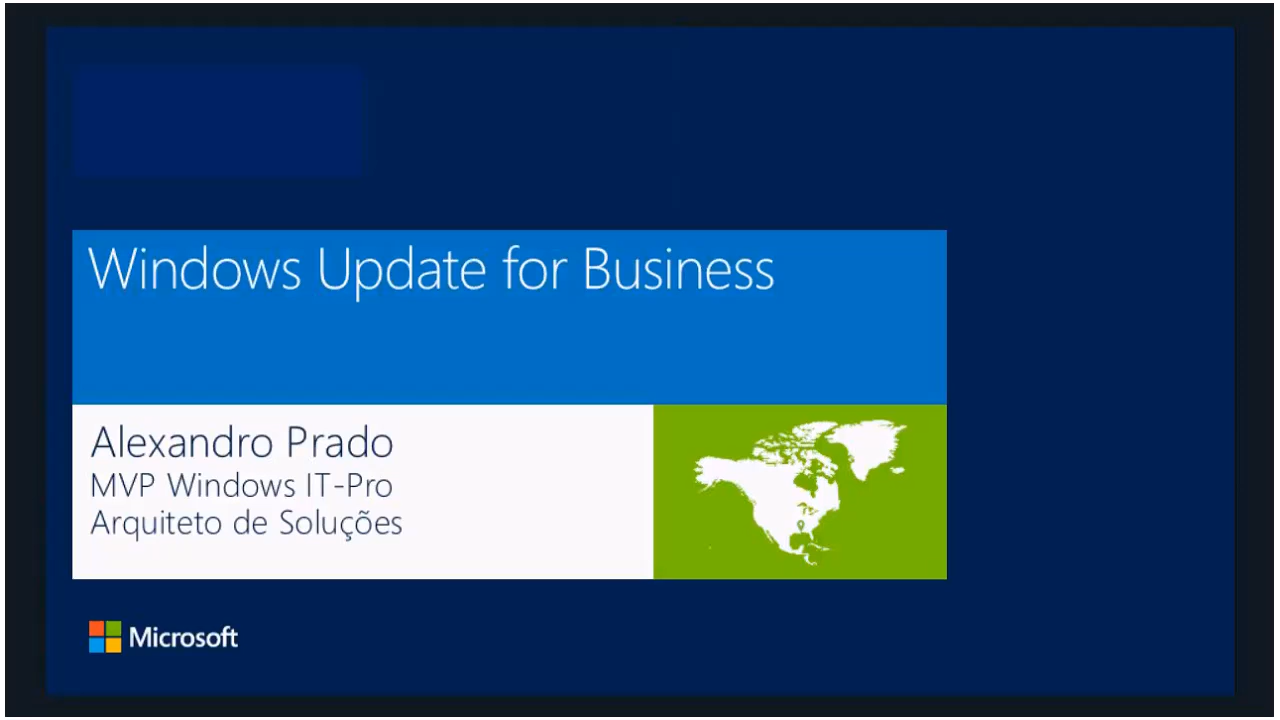 Windows Update for Business
Alexandro Prado
MVP Windows IT-Pro
Arquiteto de Soluções
Microsoft